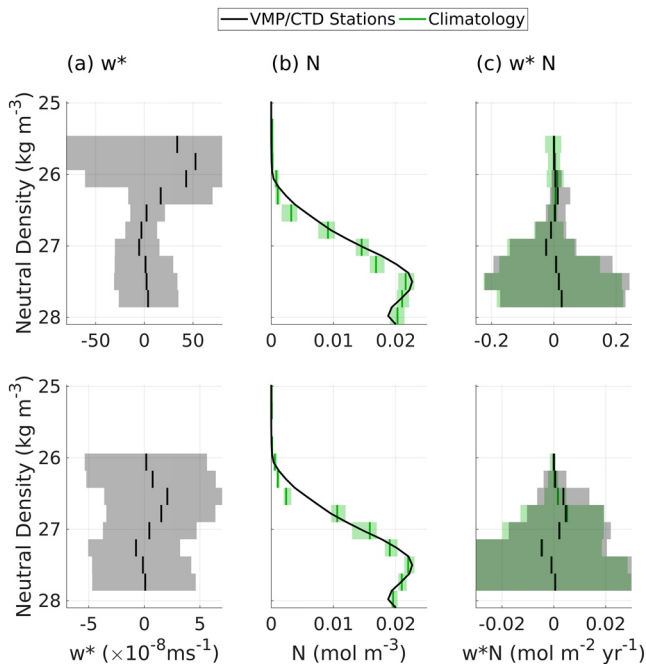 VMP/CTD Stations Climatology
(a) w* (b) N (c) w* N
Neutral Density (kg m⁻³)
25
26
27
28
-50 0 50
0 0.01 0.02
-0.2 0 0.2
Neutral Density (kg m⁻³)
25
26
27
28
-5 0 5
0 0.01 0.02
-0.02 0 0.02
w* (×10⁻⁸ms⁻¹) N (mol m⁻³) w*N (mol m⁻² yr⁻¹)